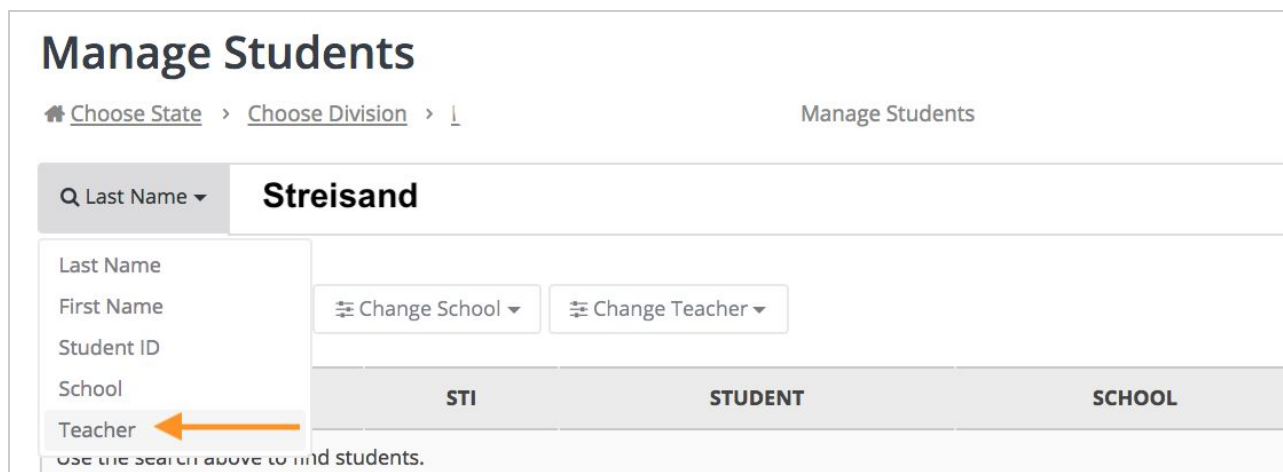 Manage Students
Choose State > Choose Division >
Manage Students
Last Name
Streisand
Last Name
First Name
Student ID
School
Teacher
Change School
Change Teacher
STI
STUDENT
SCHOOL
Use the search above to find students.